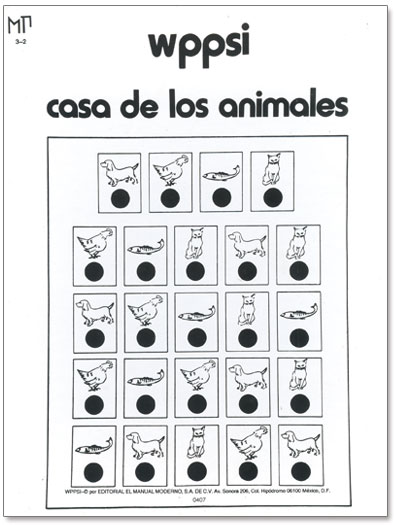 МП
3-2
wppsi
casa de los animales
WPPSI-® por EDITORIAL EL MANUAL MODERNO, S.A. DE C.V. Av. Sonora 206, Col. Hipódromo 06100 México, D.F.
0407